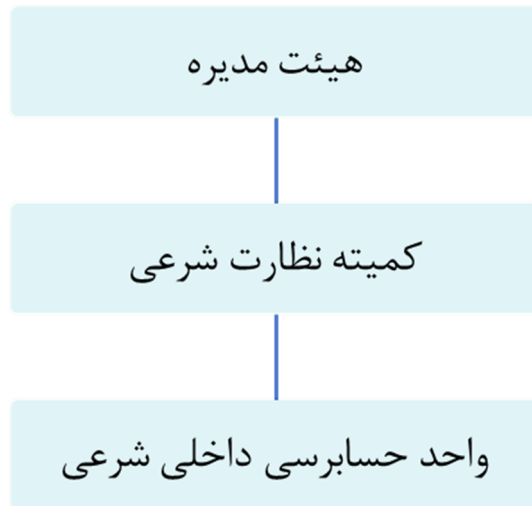 هیئت مدیره
کمیته نظارت شرعی
واحد حسابرسی داخلی شرعی